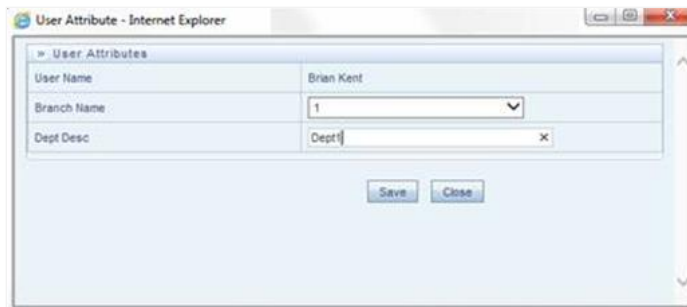 User Attribute - Internet Explorer
» User Attributes
User Name Brian Kent
Branch Name 1
Dept Desc Dept1
Save Close